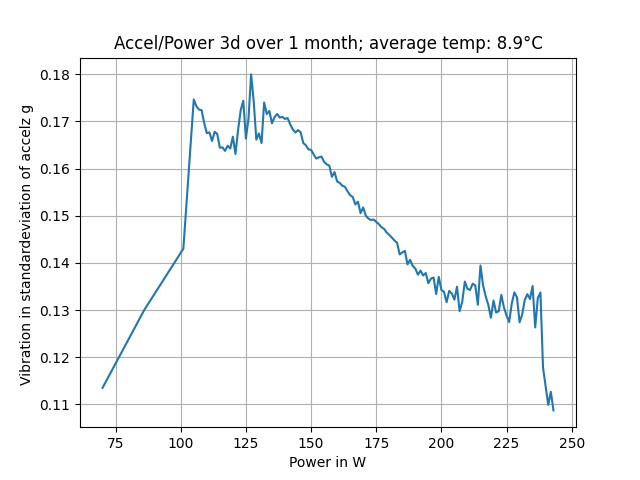 Accel/Power 3d over 1 month; average temp: 8.9°C
0.18
0.17
0.16
0.15
0.14
0.13
0.12
0.11
Vibration in standardeviation of accelz g
75 100 125 150 175 200 225 250
Power in W